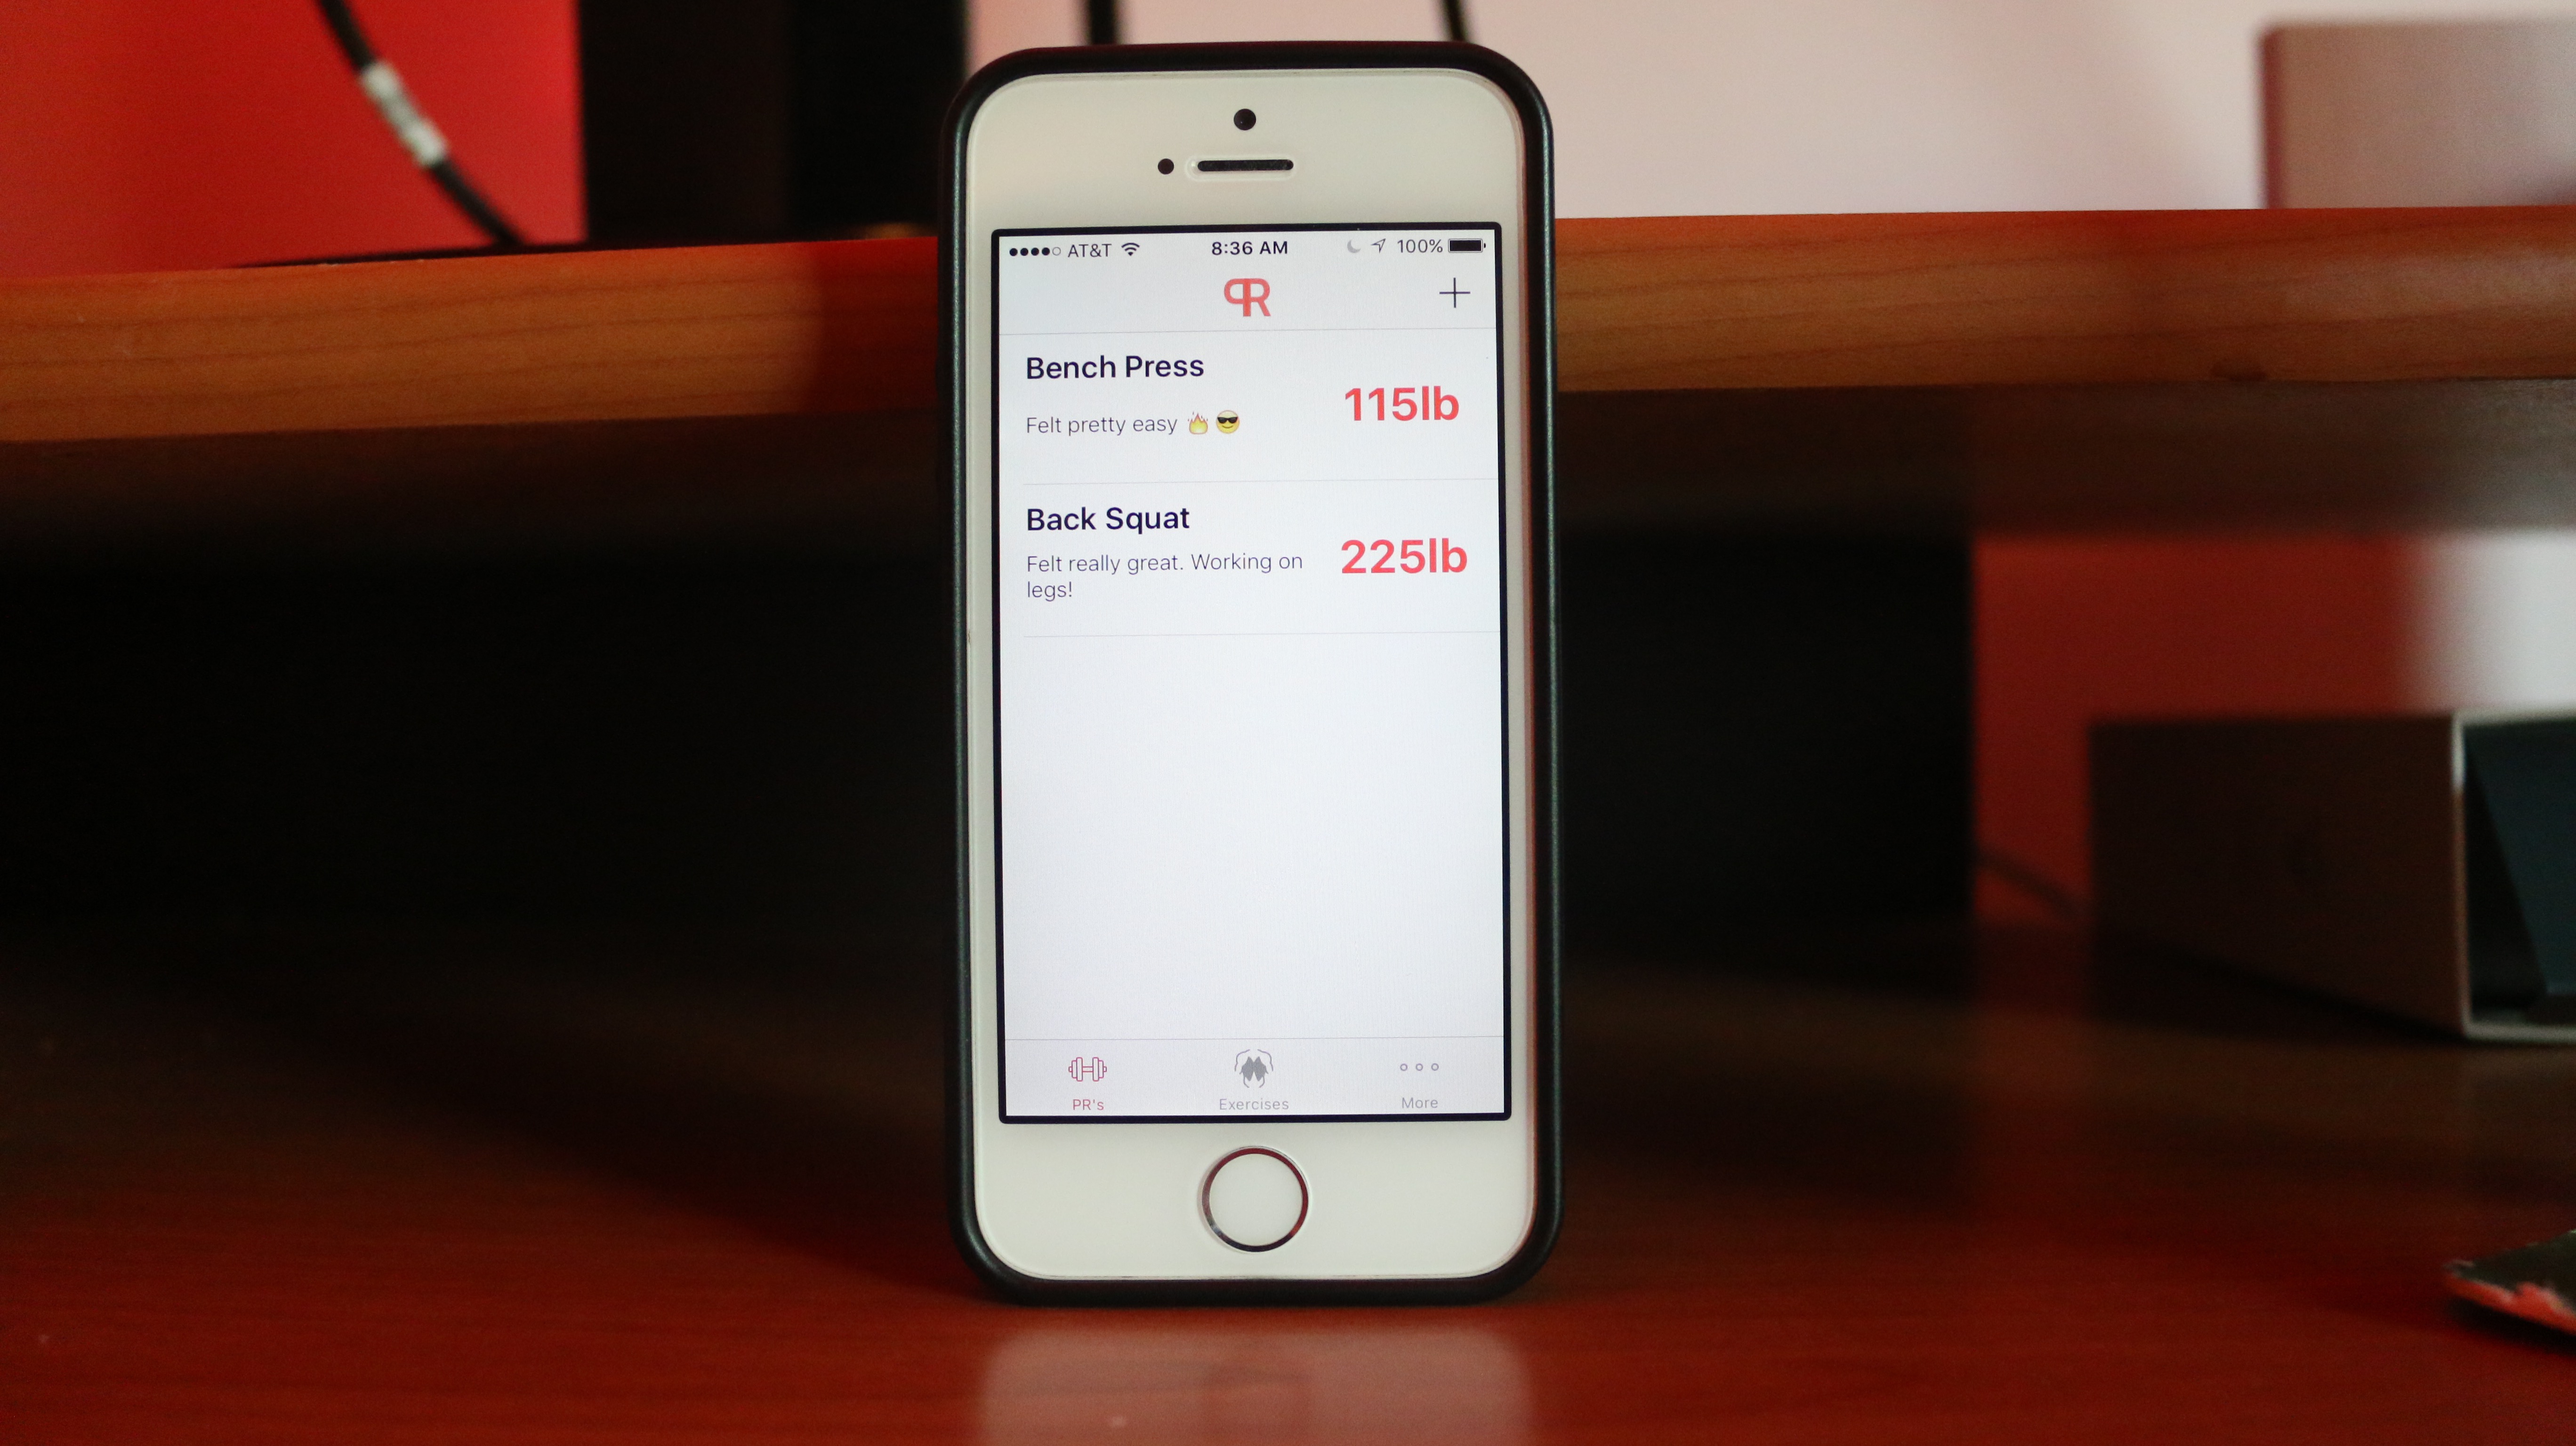 AT&T 8:36 AM 100%
PR
Bench Press
115lb
Felt pretty easy 🔥 😎
Back Squat
225lb
Felt really great. Working on
legs!
PR's Exercises More